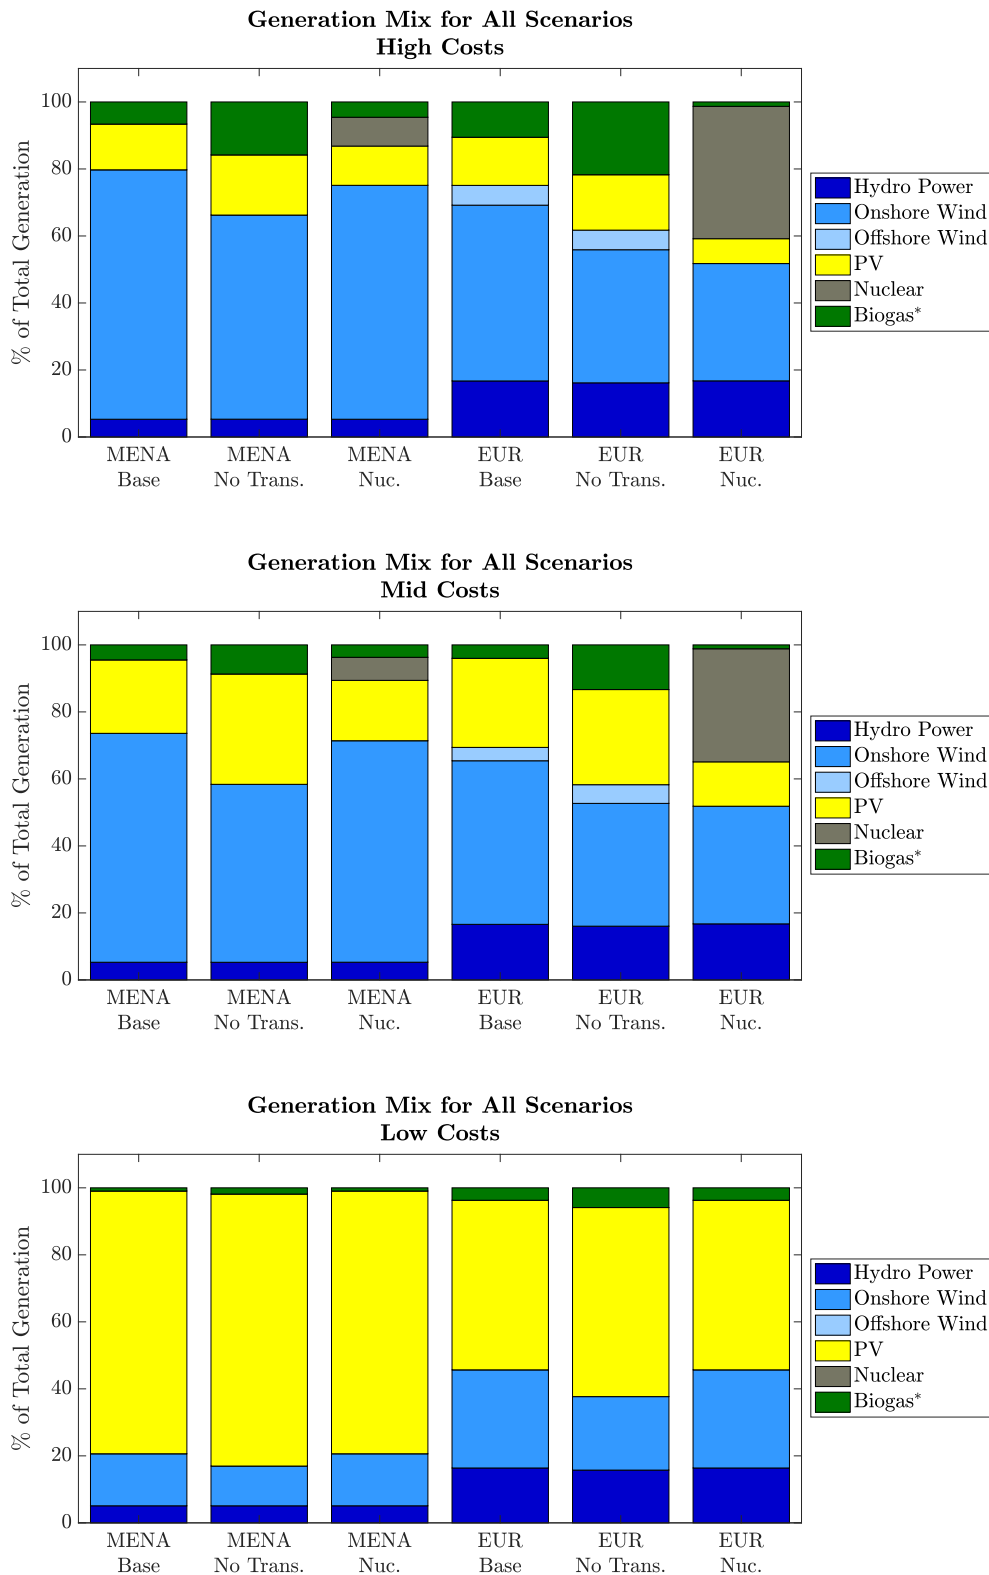 Generation Mix for All Scenarios
High Costs
% of Total Generation
100
80
60
40
20
0
MENA Base
MENA No Trans.
MENA Nuc.
EUR Base
EUR No Trans.
EUR Nuc.
Hydro Power
Onshore Wind
Offshore Wind
PV
Nuclear
Biogas*
Generation Mix for All Scenarios
Mid Costs
% of Total Generation
100
80
60
40
20
0
MENA Base
MENA No Trans.
MENA Nuc.
EUR Base
EUR No Trans.
EUR Nuc.
Hydro Power
Onshore Wind
Offshore Wind
PV
Nuclear
Biogas*
Generation Mix for All Scenarios
Low Costs
% of Total Generation
100
80
60
40
20
0
MENA Base
MENA No Trans.
MENA Nuc.
EUR Base
EUR No Trans.
EUR Nuc.
Hydro Power
Onshore Wind
Offshore Wind
PV
Nuclear
Biogas*